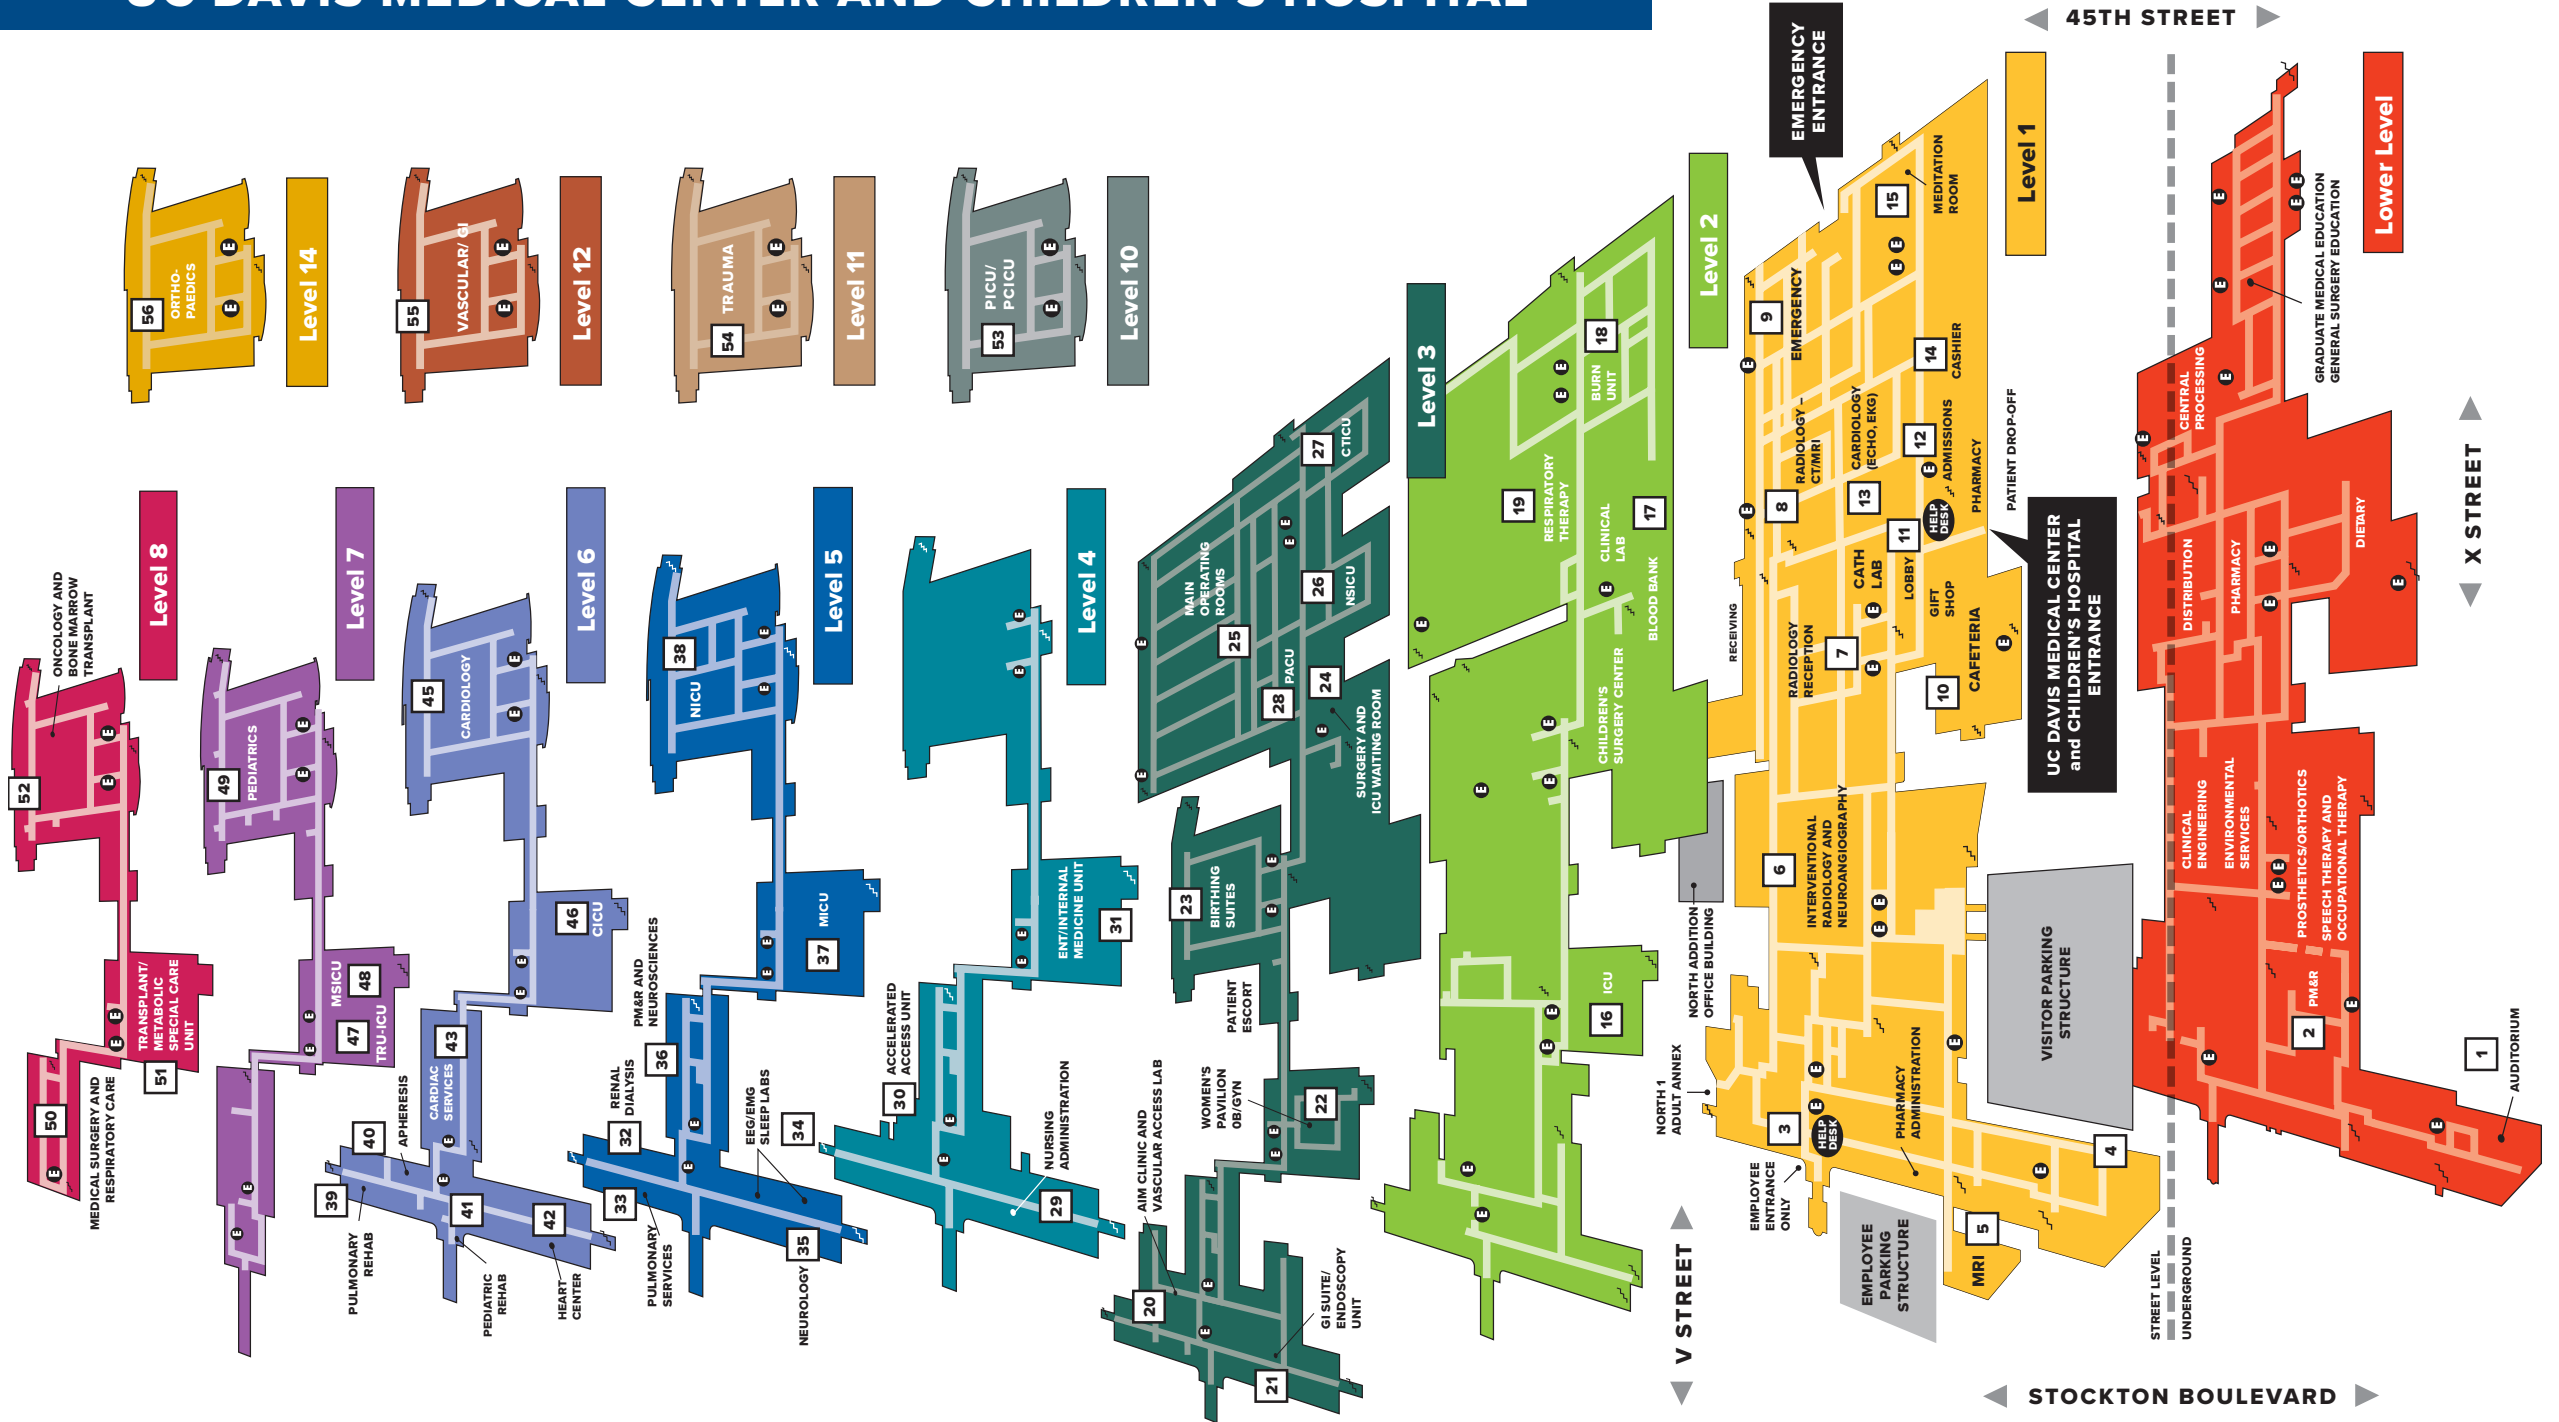 UC DAVIS MEDICAL CENTER AND CHILDREN'S HOSPITAL
45TH STREET
EMERGENCY
ENTRANCE
Level 14
56
ORTHO-
PAEDICS
E
E
Level 12
55
VASCULAR/ GI
E
E
Level 11
54
TRAUMA
E
E
Level 10
53
PICU/
PCICU
E
E
Level 8
52
ONCOLOGY AND
BONE MARROW
TRANSPLANT
E
E
E
E
TRANSPLANT/
METABOLIC
SPECIAL CARE
UNIT
51
50
E
MEDICAL SURGERY AND
RESPIRATORY CARE
Level 7
49
PEDIATRICS
E
E
E
E
MSICU
48
47
TRU-ICU
E
E
Level 6
45
CARDIOLOGY
E
E
46
CICU
E
E
43
CARDIAC
SERVICES
E
E
40
APHERESIS
39
PULMONARY
REHAB
41
PEDIATRIC
REHAB
42
HEART
CENTER
Level 5
38
NICU
E
E
MICU
37
E
E
PM&R AND
NEUROSCIENCES
36
RENAL
DIALYSIS
32
E
E
33
PULMONARY
SERVICES
EEG/EMG
SLEEP LABS
34
35
NEUROLOGY
Level 4
E
E
ENT/INTERNAL
MEDICINE UNIT
31
E
E
ACCELERATED
ACCESS UNIT
30
E
E
NURSING
ADMINISTRATION
29
Level 3
27
CTICU
MAIN
OPERATING
ROOMS
25
E
E
E
E
26
NSICU
PACU
28
24
E
SURGERY AND
ICU WAITING ROOM
23
BIRTHING
SUITES
E
E
PATIENT
ESCORT
WOMEN'S
PAVILION
OB/GYN
22
E
E
AIM CLINIC AND
VASCULAR ACCESS LAB
20
E
E
GI SUITE/
ENDOSCOPY
UNIT
21
Level 2
18
BURN
UNIT
E
E
19
RESPIRATORY
THERAPY
CLINICAL
LAB
17
BLOOD BANK
E
E
CHILDREN'S
SURGERY CENTER
E
E
E
ICU
16
E
E
E
E
NORTH ADDITION
OFFICE BUILDING
V STREET
Level 1
MEDITATION
ROOM
15
E
E
9
EMERGENCY
E
14
CASHIER
RADIOLOGY –
CT/MRI
8
E
CARDIOLOGY
(ECHO, EKG)
13
12
ADMISSIONS
E
HELP
DESK
PHARMACY
PATIENT DROP-OFF
11
LOBBY
CATH
LAB
GIFT
SHOP
RECEIVING
RADIOLOGY
RECEPTION
7
E
E
10
CAFETERIA
E
UC DAVIS MEDICAL CENTER
and CHILDREN'S HOSPITAL
ENTRANCE
6
INTERVENTIONAL
RADIOLOGY AND
NEUROANGIOGRAPHY
E
E
VISITOR PARKING
STRUCTURE
NORTH 1
ADULT ANNEX
3
HELP
DESK
E
E
E
PHARMACY
ADMINISTRATION
EMPLOYEE
ENTRANCE
ONLY
4
E
5
MRI
EMPLOYEE
PARKING
STRUCTURE
Lower Level
E
E
E
E
GRADUATE MEDICAL EDUCATION
GENERAL SURGERY EDUCATION
CENTRAL
PROCESSING
E
E
DISTRIBUTION
PHARMACY
E
E
DIETARY
E
CLINICAL
ENGINEERING
ENVIRONMENTAL
SERVICES
E
E
PROSTHETICS/ORTHOTICS
SPEECH THERAPY AND
OCCUPATIONAL THERAPY
PM&R
2
E
E
E
1
AUDITORIUM
STREET LEVEL
UNDERGROUND
X STREET
STOCKTON BOULEVARD